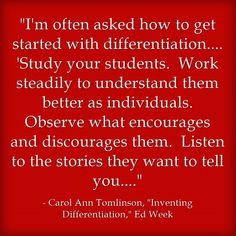 "I'm often asked how to get
started with differentiation....
'Study your students.  Work
steadily to understand them
better as individuals.
Observe what encourages
and discourages them.  Listen
to the stories they want to tell
you...."
- Carol Ann Tomlinson, "Inventing
Differentiation," Ed Week